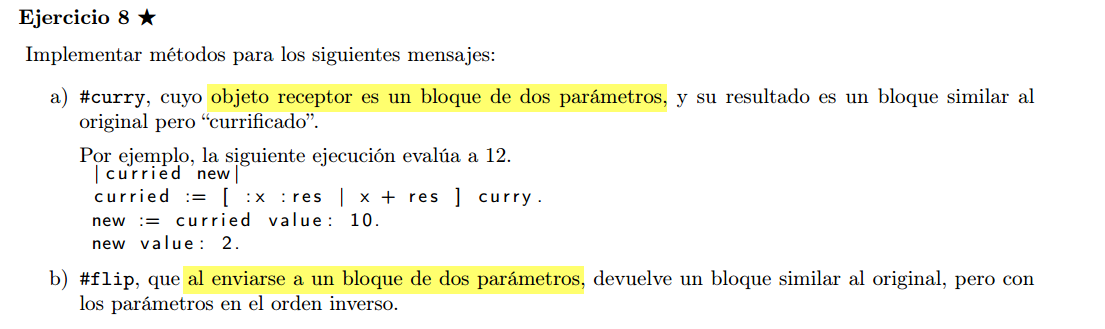 Ejercicio 8 ★
Implementar métodos para los siguientes mensajes:
a) #curry, cuyo objeto receptor es un bloque de dos parámetros, y su resultado es un bloque similar al
original pero “currificado”.
Por ejemplo, la siguiente ejecución evalúa a 12.
|curried new|
curried := [ :x :res | x + res ] curry.
new := curried value: 10.
new value: 2.
b) #flip, que al enviarse a un bloque de dos parámetros, devuelve un bloque similar al original, pero con
los parámetros en el orden inverso.